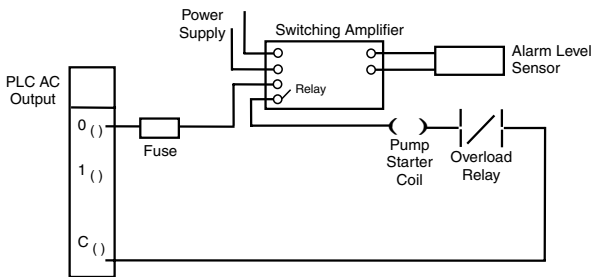 Power
Supply
Switching Amplifier
Alarm Level
Sensor
PLC AC
Output
Relay
0 ( )
Fuse
Pump
Starter
Coil
Overload
Relay
1 ( )
C ( )